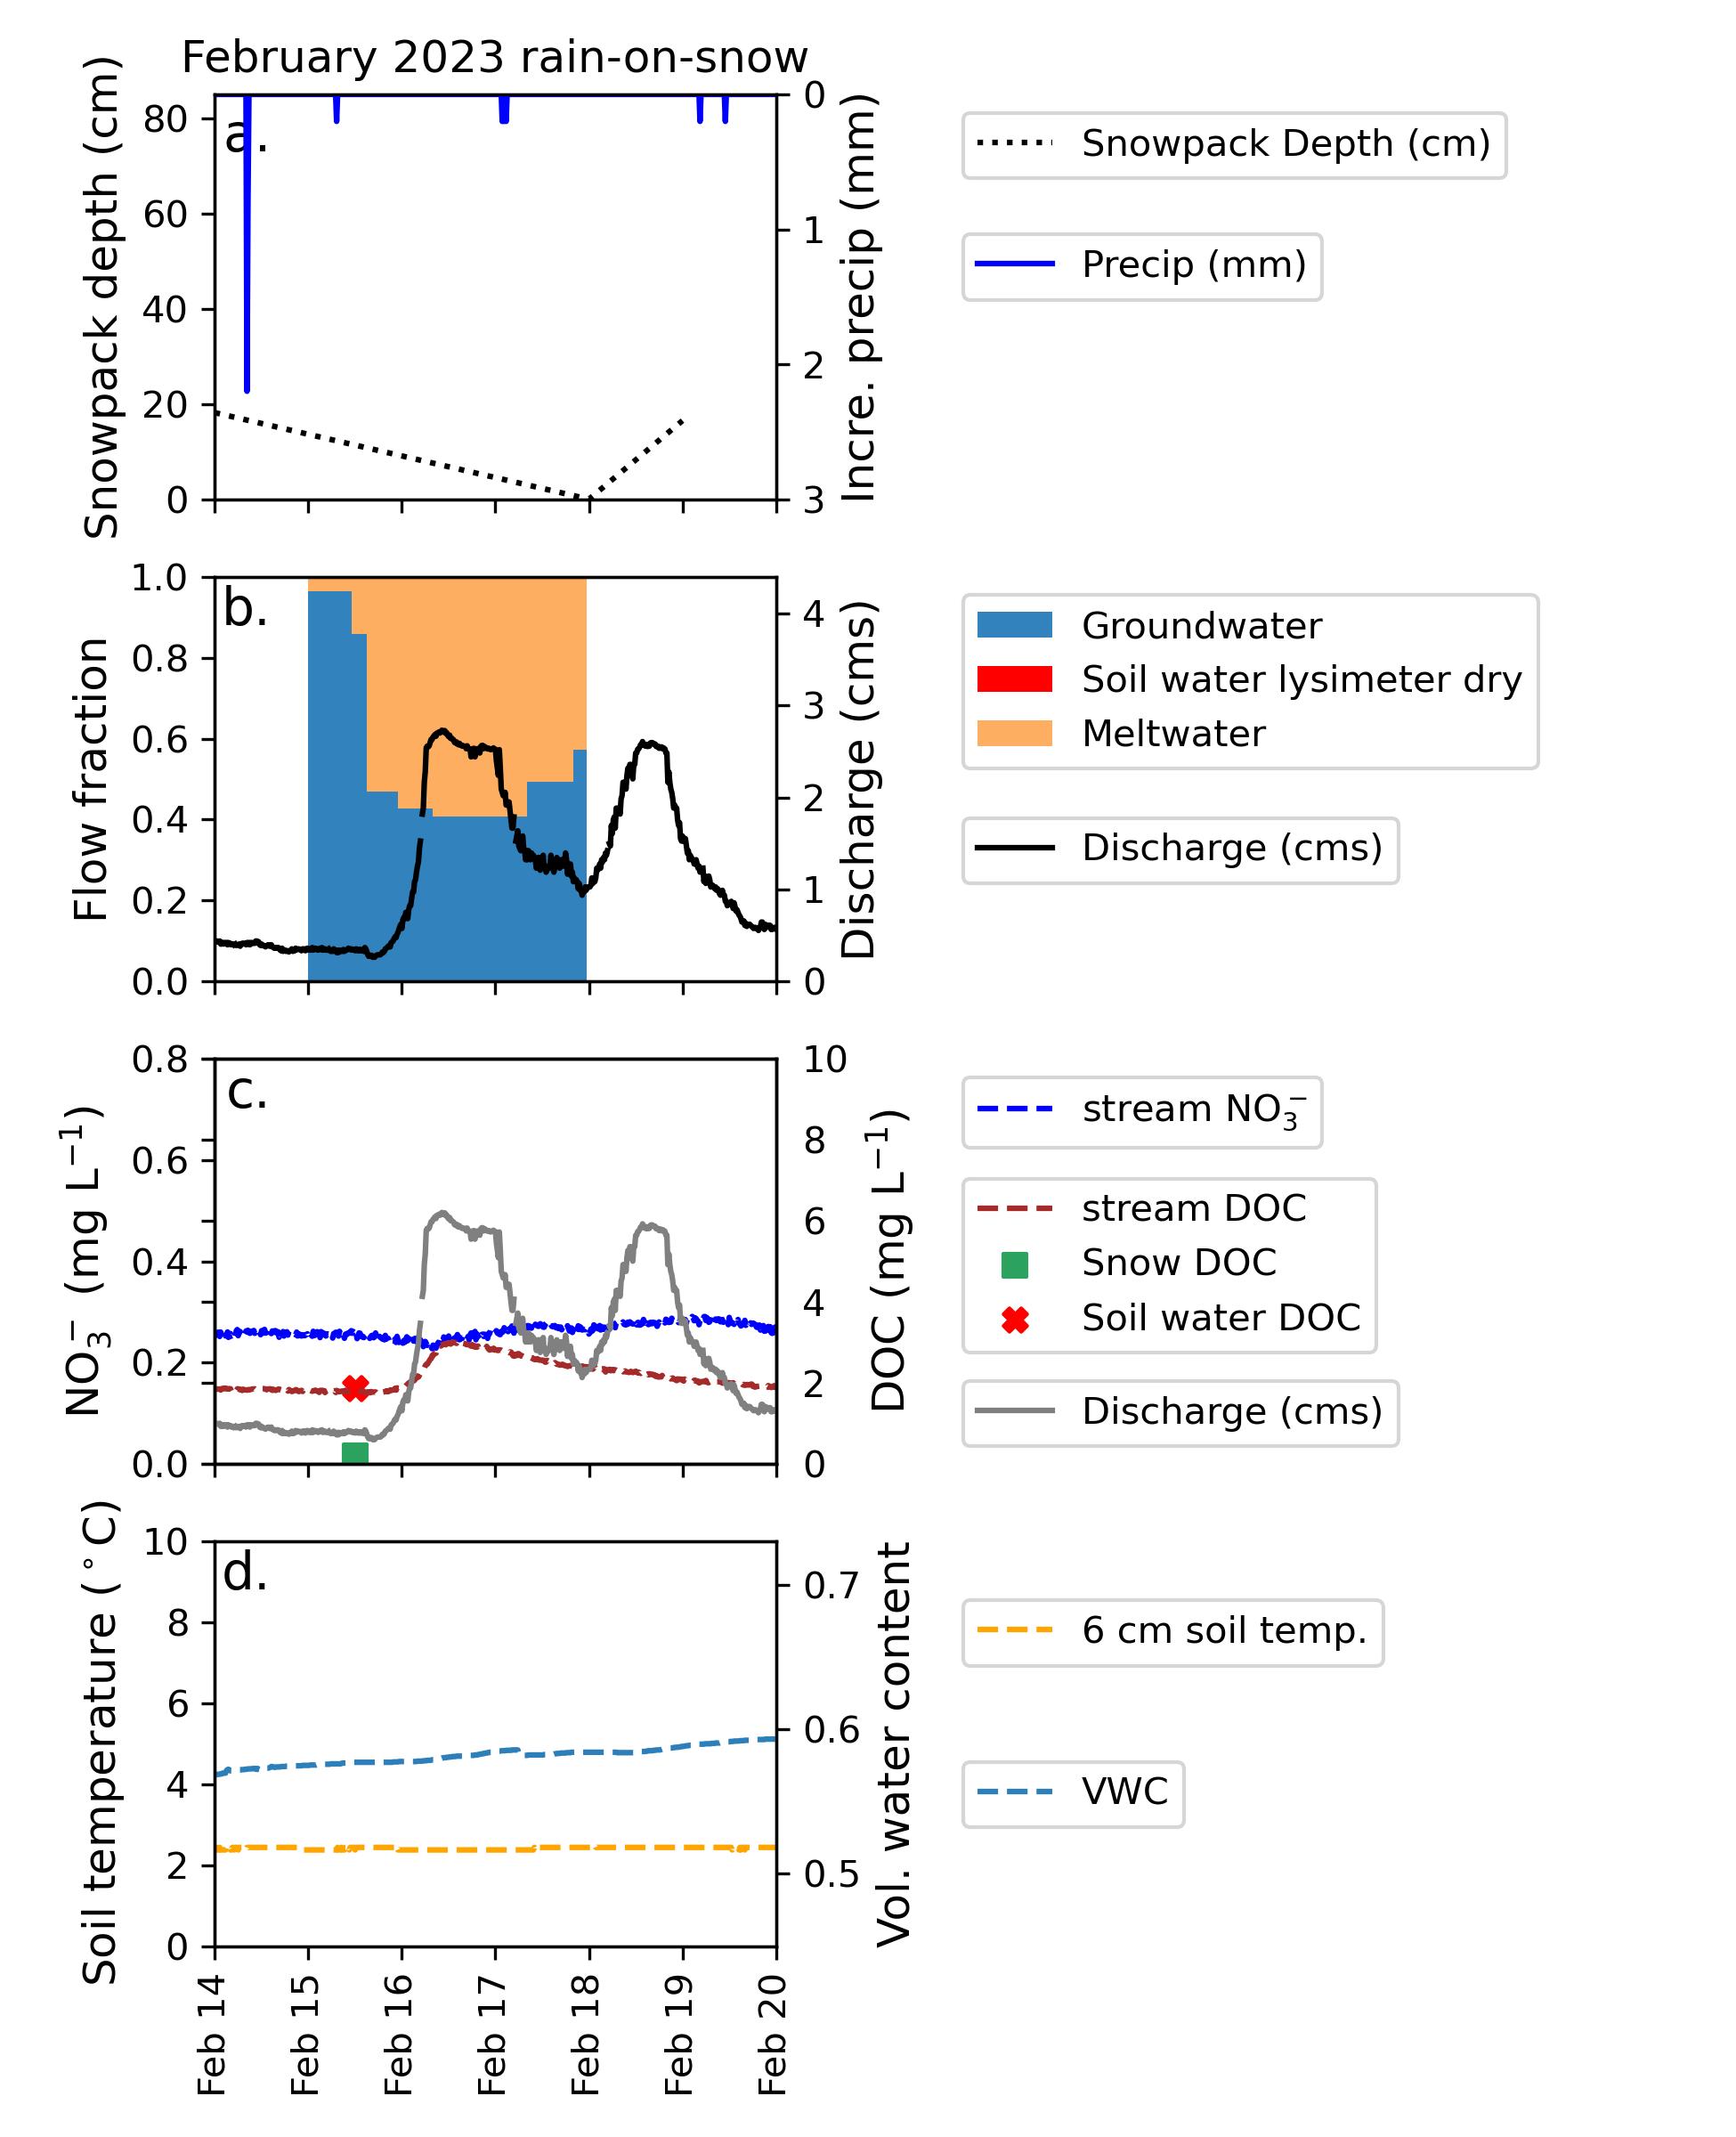 February 2023 rain-on-snow
Snowpack depth (cm)
80
60
40
20
0
a.
0
1
2
3
Incre. precip (mm)
Snowpack Depth (cm)
Precip (mm)
Flow fraction
1.0
0.8
0.6
0.4
0.2
0.0
b.
4
3
2
1
0
Discharge (cms)
Groundwater
Soil water lysimeter dry
Meltwater
Discharge (cms)
NO₃⁻ (mg L⁻¹)
0.8
0.6
0.4
0.2
0.0
c.
10
8
6
4
2
0
DOC (mg L⁻¹)
stream NO₃⁻
stream DOC
Snow DOC
Soil water DOC
Discharge (cms)
Soil temperature (°C)
10
8
6
4
2
0
d.
0.7
0.6
0.5
Vol. water content
6 cm soil temp.
VWC
Feb 14
Feb 15
Feb 16
Feb 17
Feb 18
Feb 19
Feb 20